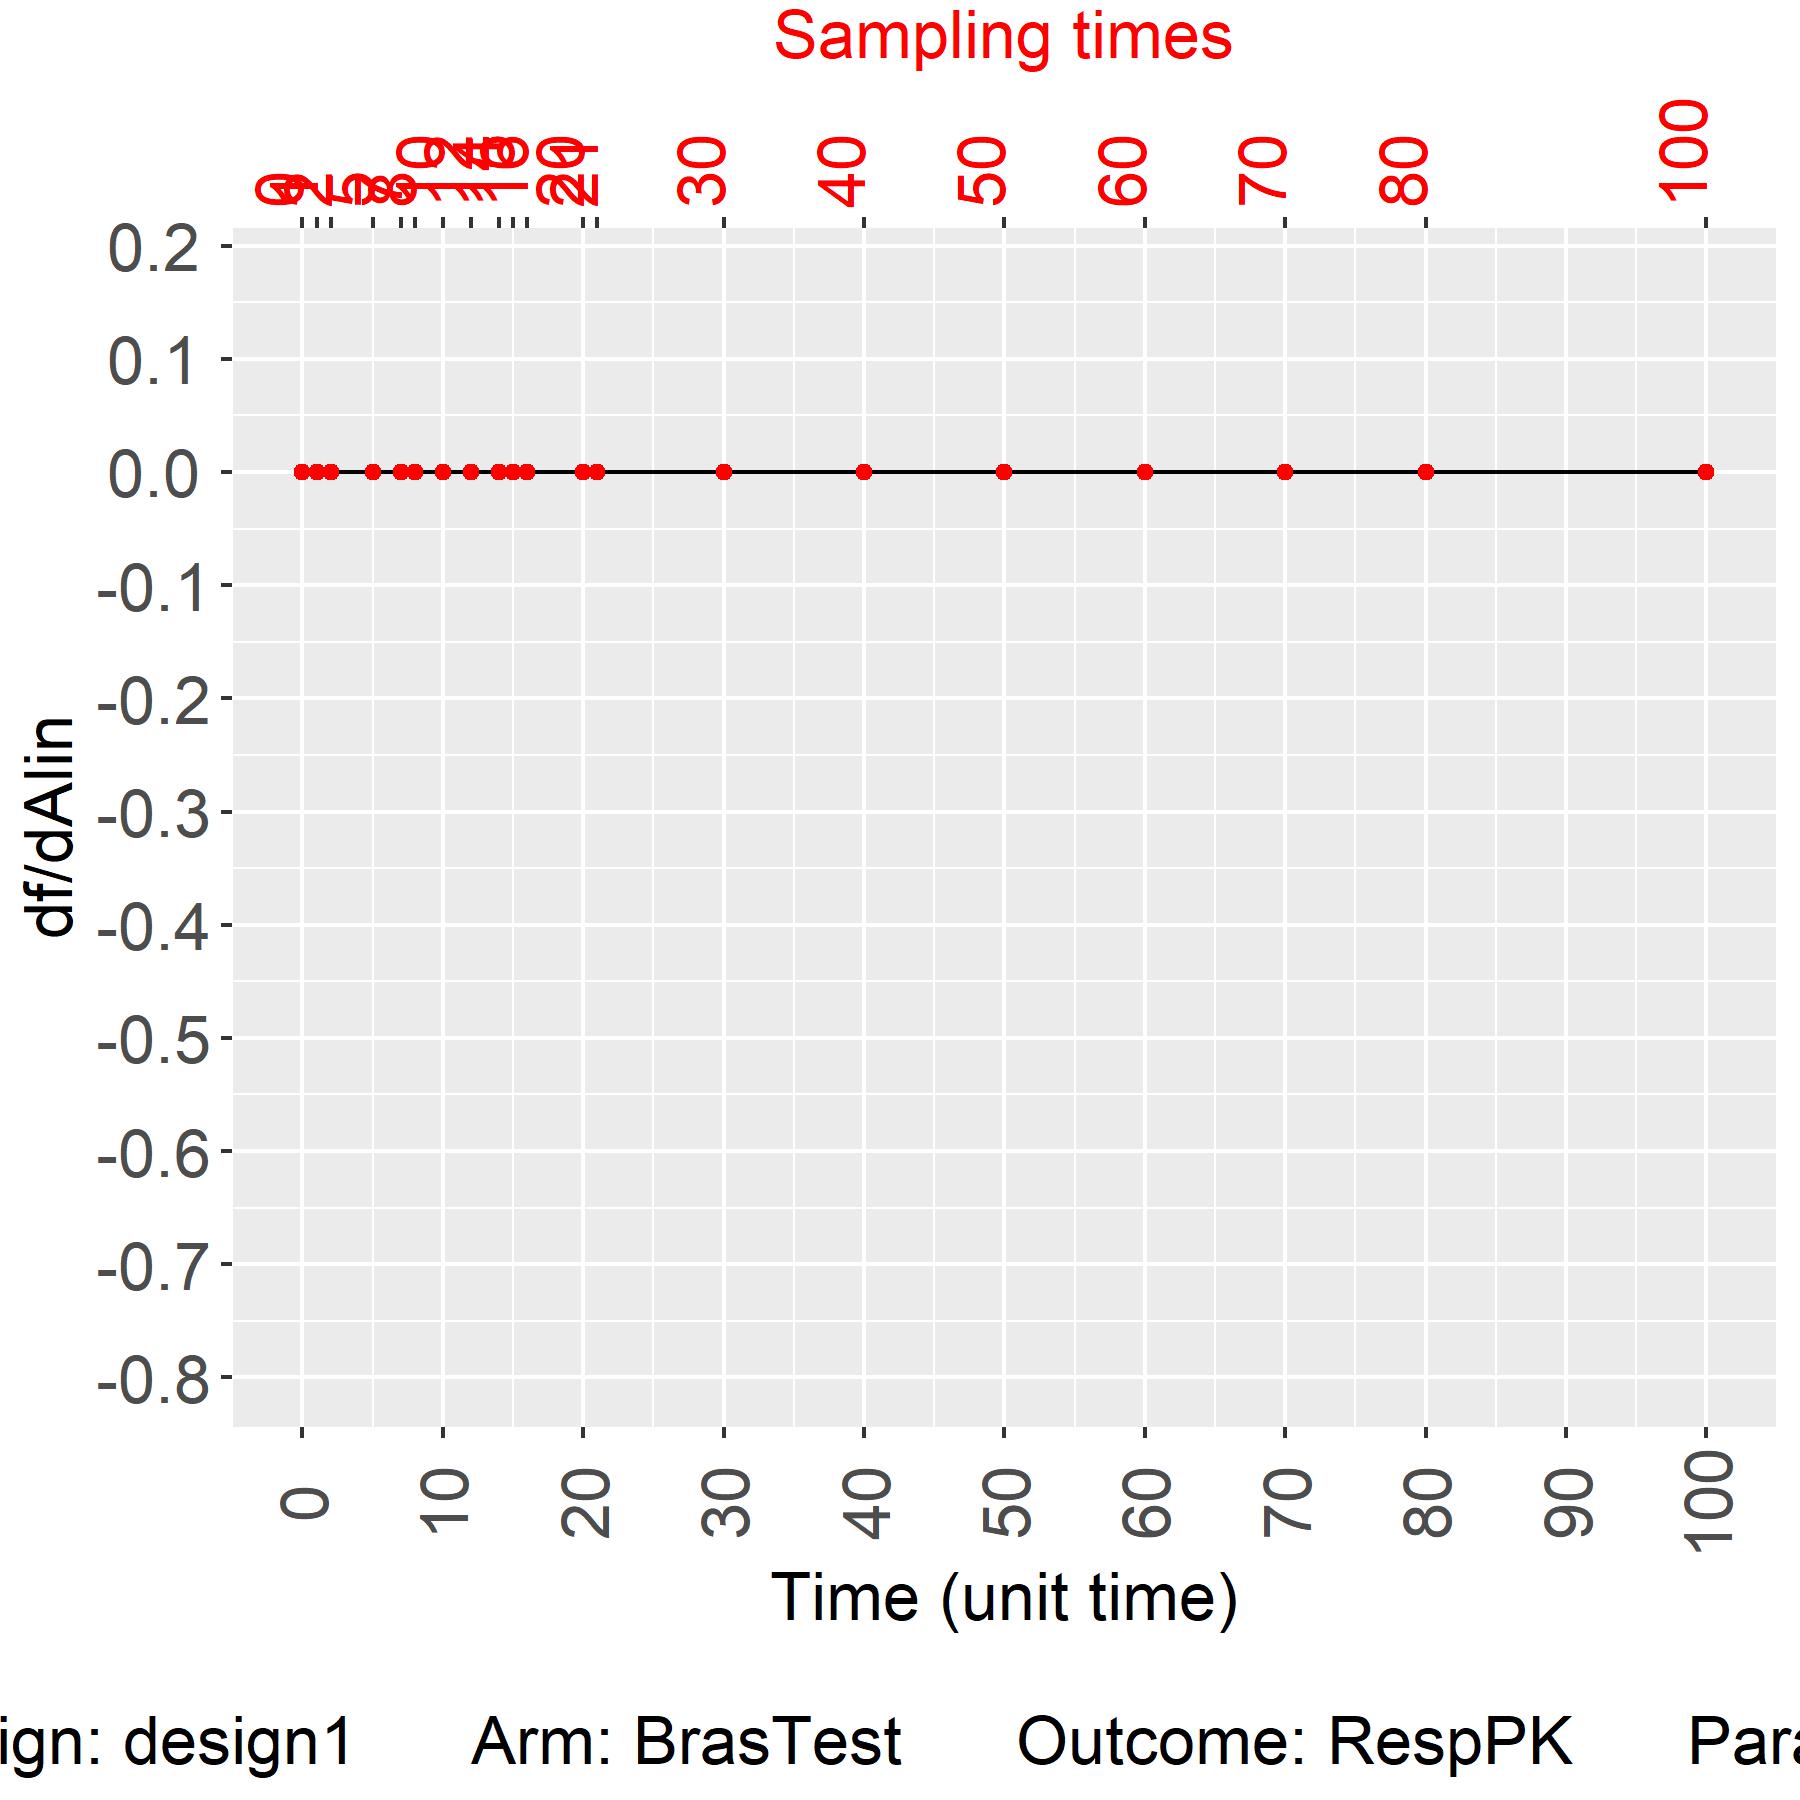 Sampling times
30 40 50 60 70 80 100
0.2
0.1
0.0
-0.1
-0.2
-0.3
-0.4
-0.5
-0.6
-0.7
-0.8
df/dAlin
0 10 20 30 40 50 60 70 80 90 100
Time (unit time)
ign: design1 Arm: BrasTest Outcome: RespPK Para